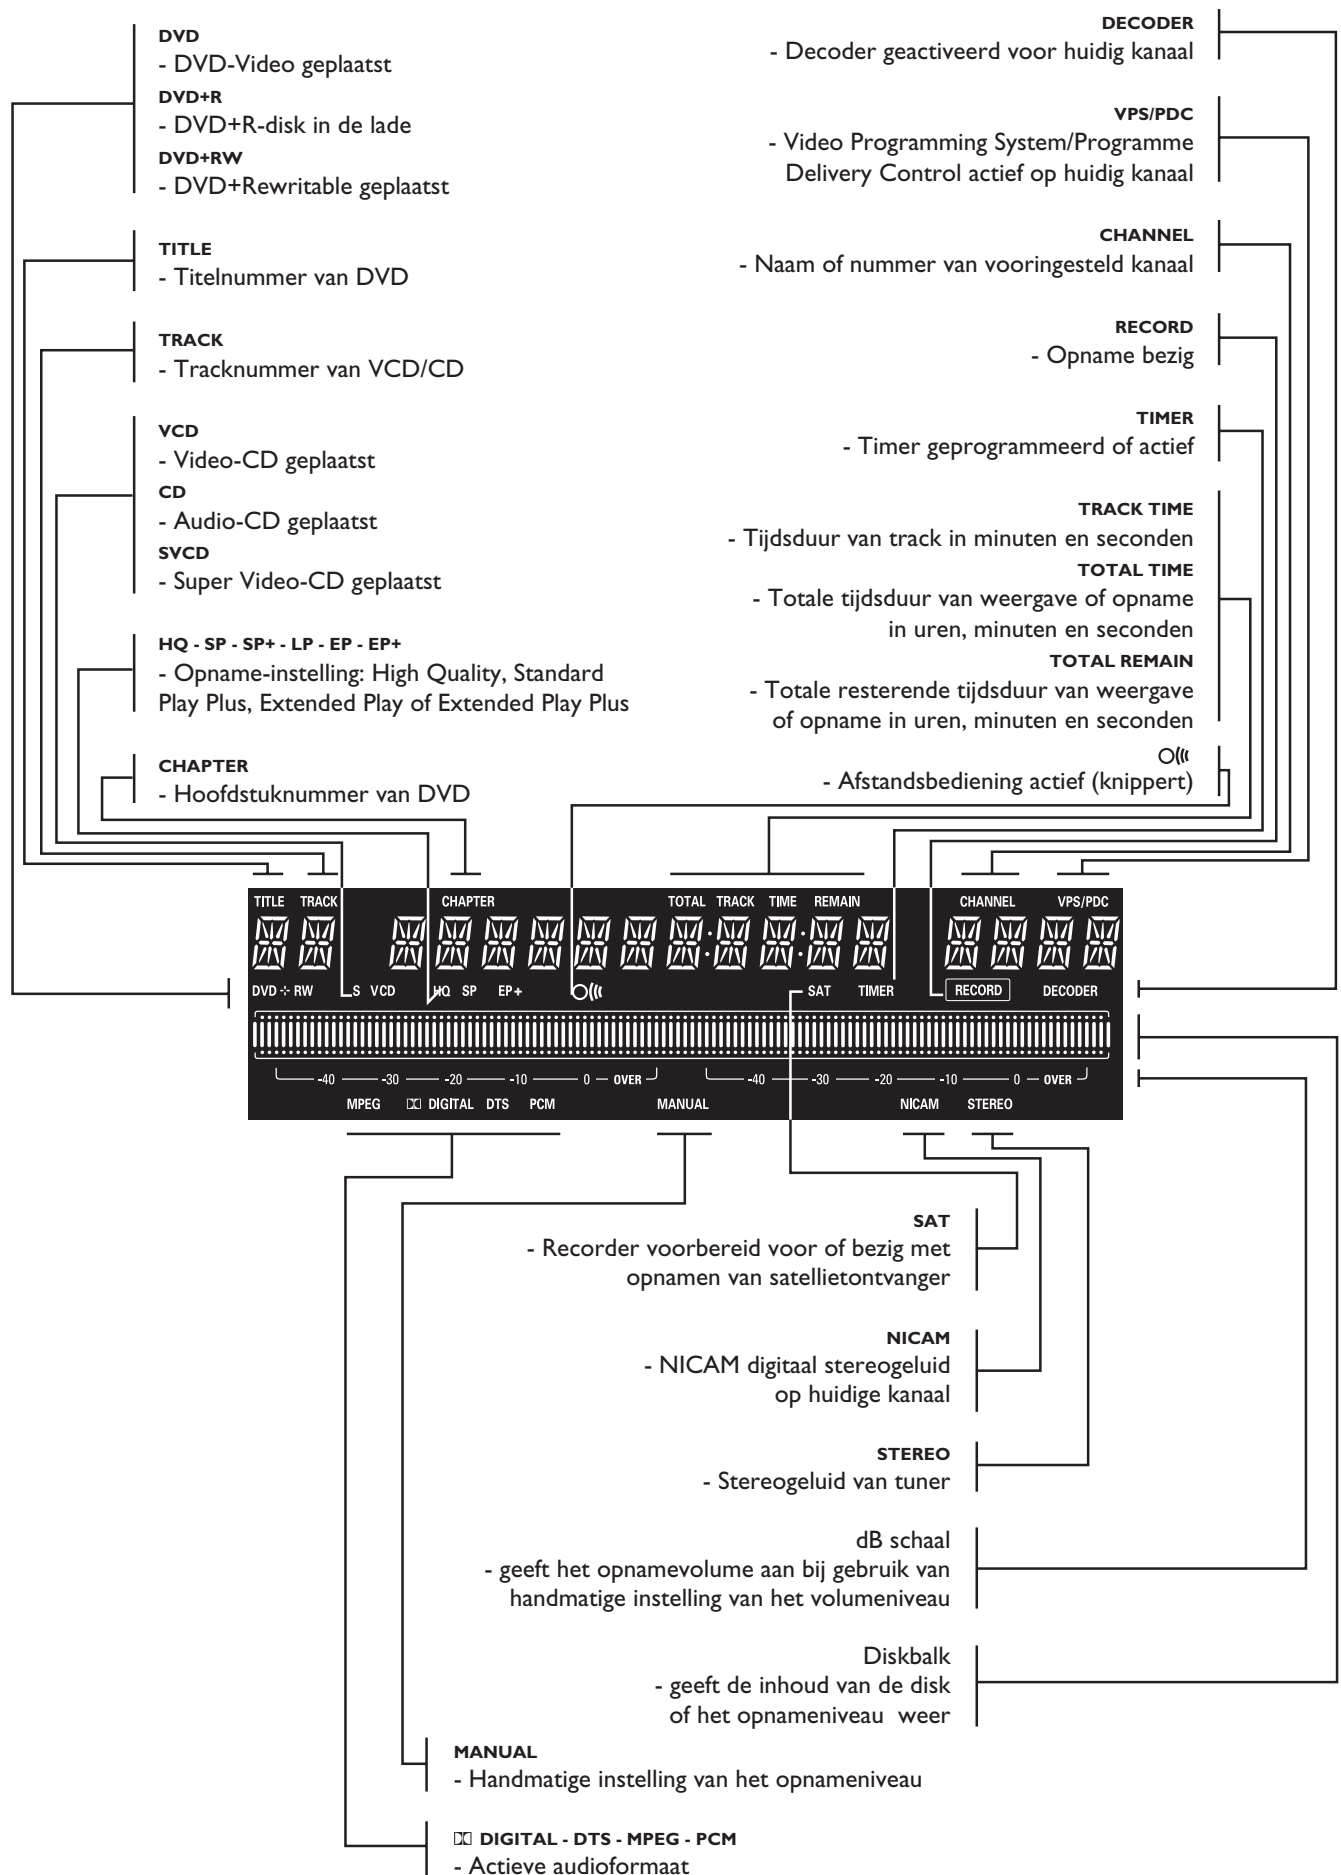 DVD
- DVD-Video geplaatst
DVD+R
- DVD+R-disk in de lade
DVD+RW
- DVD+Rewritable geplaatst
TITLE
- Titelnummer van DVD
TRACK
- Tracknummer van VCD/CD
VCD
- Video-CD geplaatst
CD
- Audio-CD geplaatst
SVCD
- Super Video-CD geplaatst
HQ - SP - SP+ - LP - EP - EP+
- Opname-instelling: High Quality, Standard
Play Plus, Extended Play of Extended Play Plus
CHAPTER
- Hoofdstuknummer van DVD
DECODER
- Decoder geactiveerd voor huidig kanaal
VPS/PDC
- Video Programming System/Programme
Delivery Control actief op huidig kanaal
CHANNEL
- Naam of nummer van vooringesteld kanaal
RECORD
- Opname bezig
TIMER
- Timer geprogrammeerd of actief
TRACK TIME
- Tijdsduur van track in minuten en seconden
TOTAL TIME
- Totale tijdsduur van weergave of opname
in uren, minuten en seconden
TOTAL REMAIN
- Totale resterende tijdsduur van weergave
of opname in uren, minuten en seconden
- Afstandsbediening actief (knippert)
TITLE TRACK CHAPTER TOTAL TRACK TIME REMAIN CHANNEL VPS/PDC
DVD + RW S VCD HQ SP EP+ SAT TIMER RECORD DECODER
-40 -30 -20 -10 0 OVER -40 -30 -20 -10 0 OVER
MPEG DIGITAL DTS PCM MANUAL NICAM STEREO
SAT
- Recorder voorbereid voor of bezig met
opnamen van satellietontvanger
NICAM
- NICAM digitaal stereogeluid
op huidige kanaal
STEREO
- Stereogeluid van tuner
dB schaal
- geeft het opnamevolume aan bij gebruik van
handmatige instelling van het volumeniveau
Diskbalk
- geeft de inhoud van de disk
of het opnameniveau weer
MANUAL
- Handmatige instelling van het opnameniveau
DIGITAL - DTS - MPEG - PCM
- Actieve audioformaat